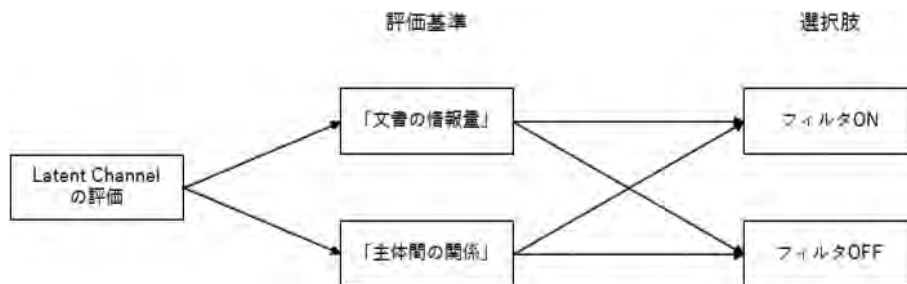 評価基準
選択肢
「文書の情報量」
フィルタON
Latent Channel
の評価
「主体間の関係」
フィルタOFF